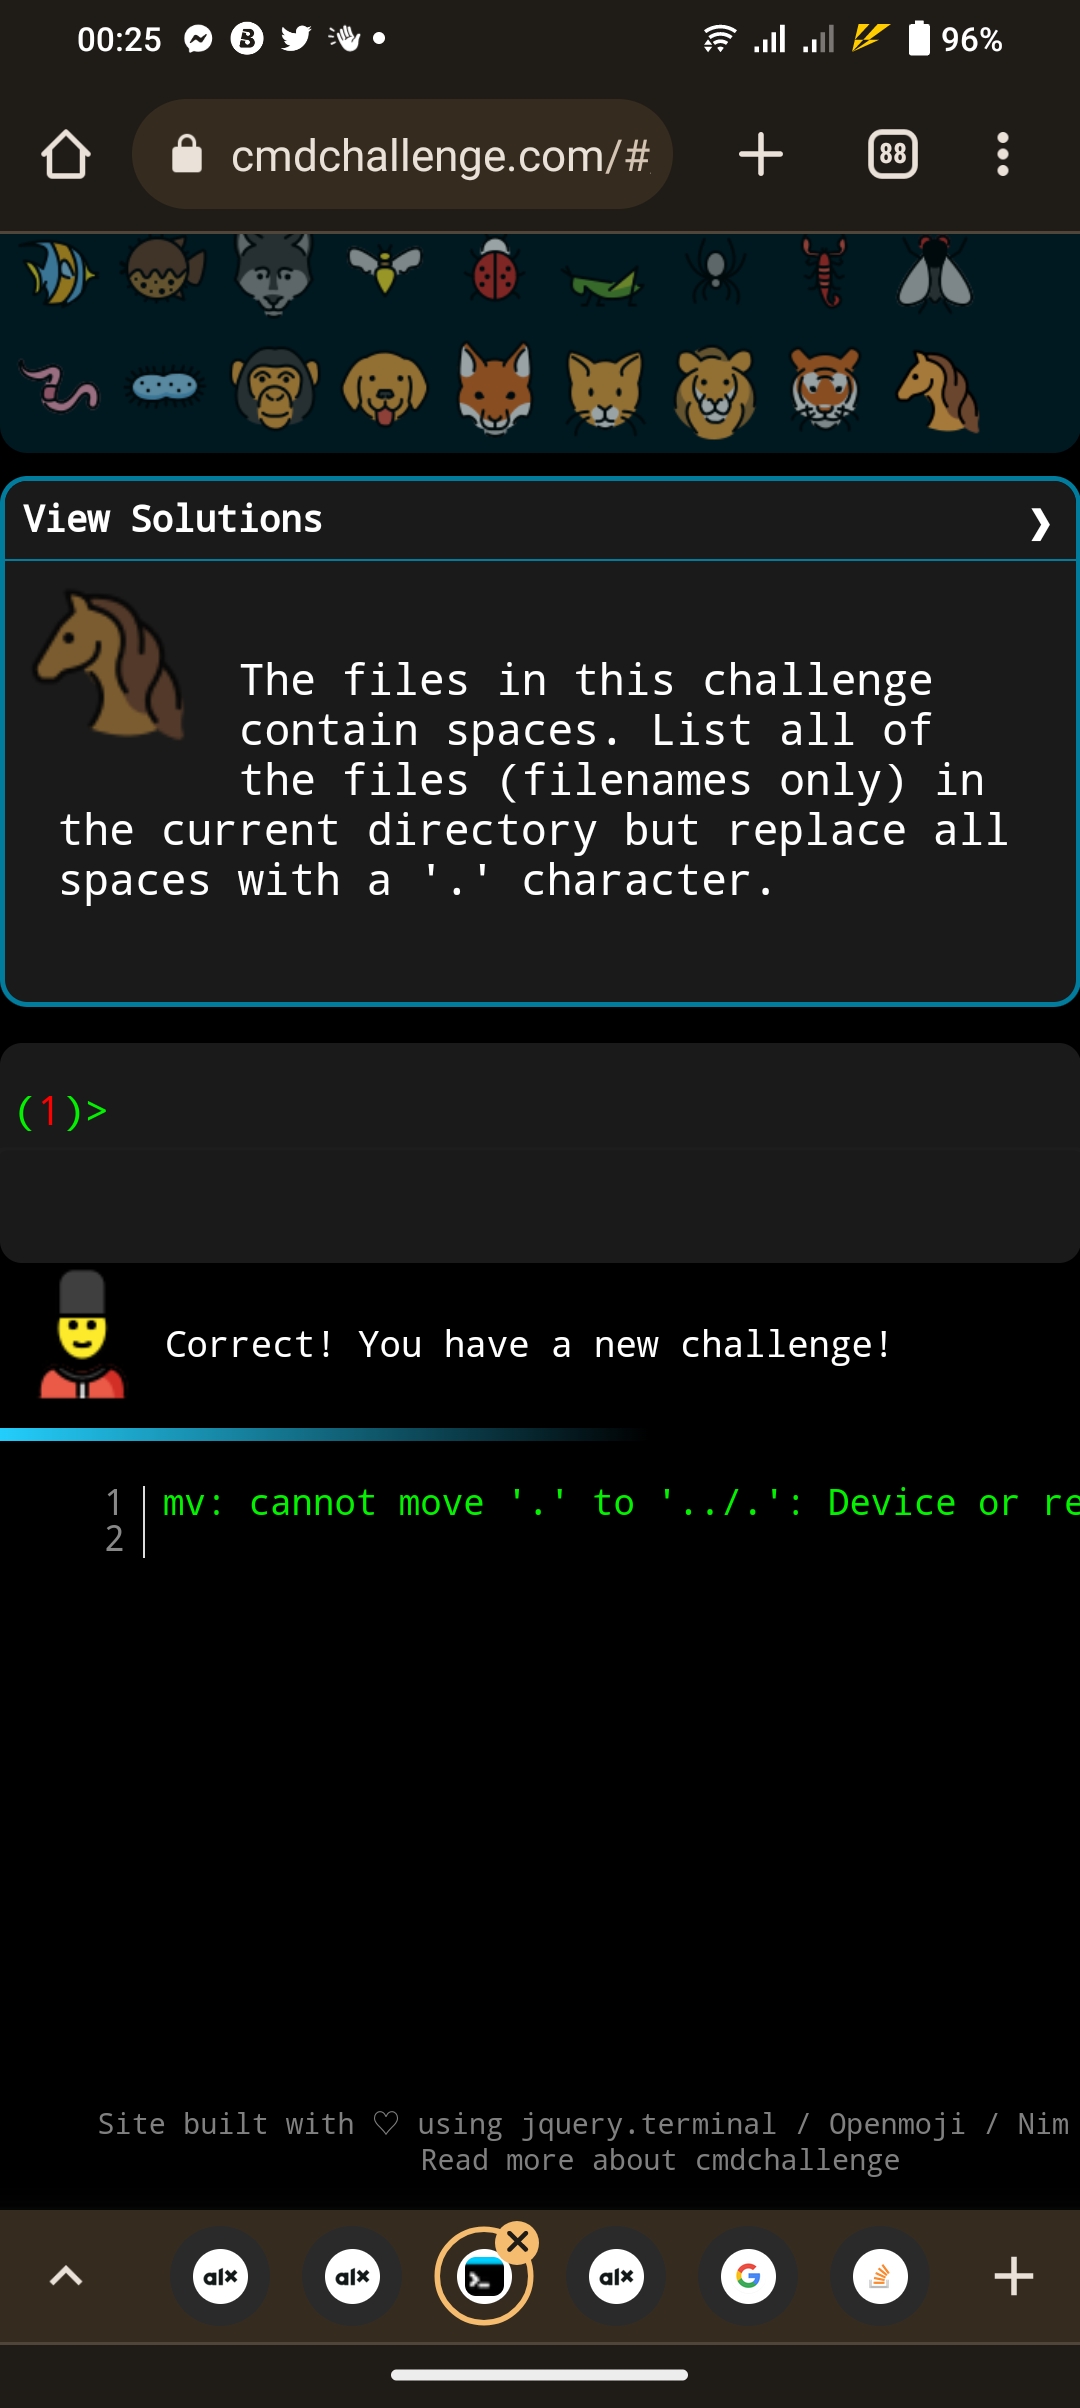 00:25
96%
cmdchallenge.com/#
88
View Solutions
The files in this challenge
contain spaces. List all of
the files (filenames only) in
the current directory but replace all
spaces with a '.' character.
(1)>
Correct! You have a new challenge!
1 mv: cannot move '.' to '../.': Device or re
2
Site built with ♡ using jquery.terminal / Openmoji / Nim
Read more about cmdchallenge
alx alx >_ alx G